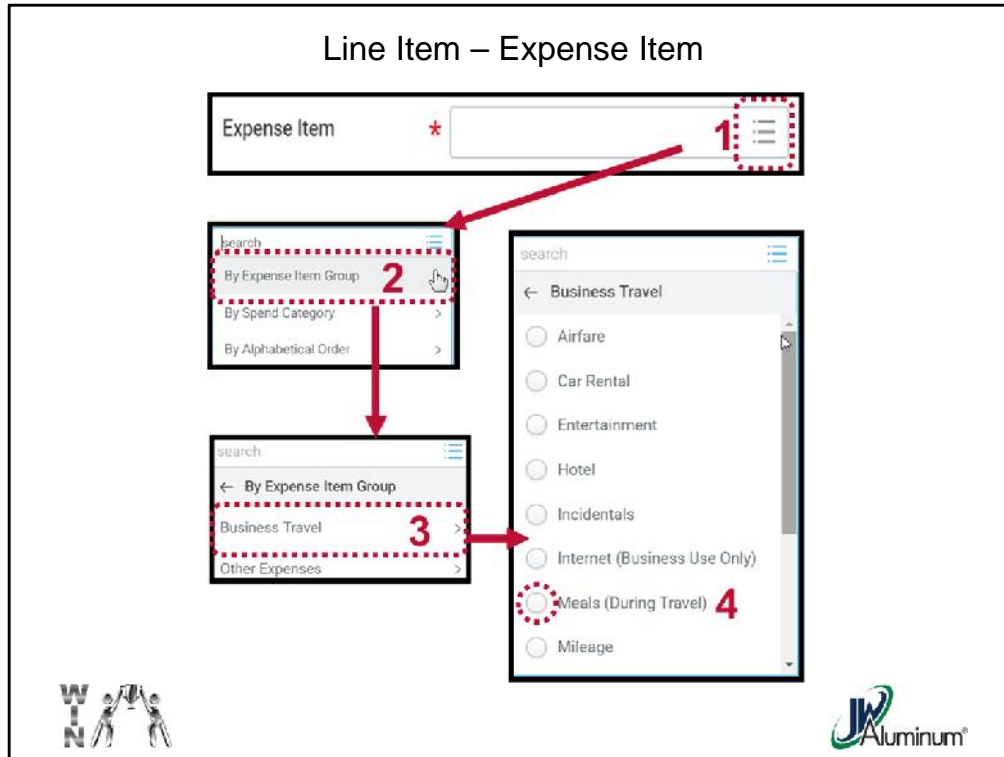 Line Item – Expense Item
Expense Item * 1
search
By Expense Item Group 2
By Spend Category >
By Alphabetical Order >
search
← By Expense Item Group
Business Travel 3 >
Other Expenses >
search
← Business Travel
Airfare
Car Rental
Entertainment
Hotel
Incidentals
Internet (Business Use Only)
Meals (During Travel) 4
Mileage
WIN
JW Aluminum®